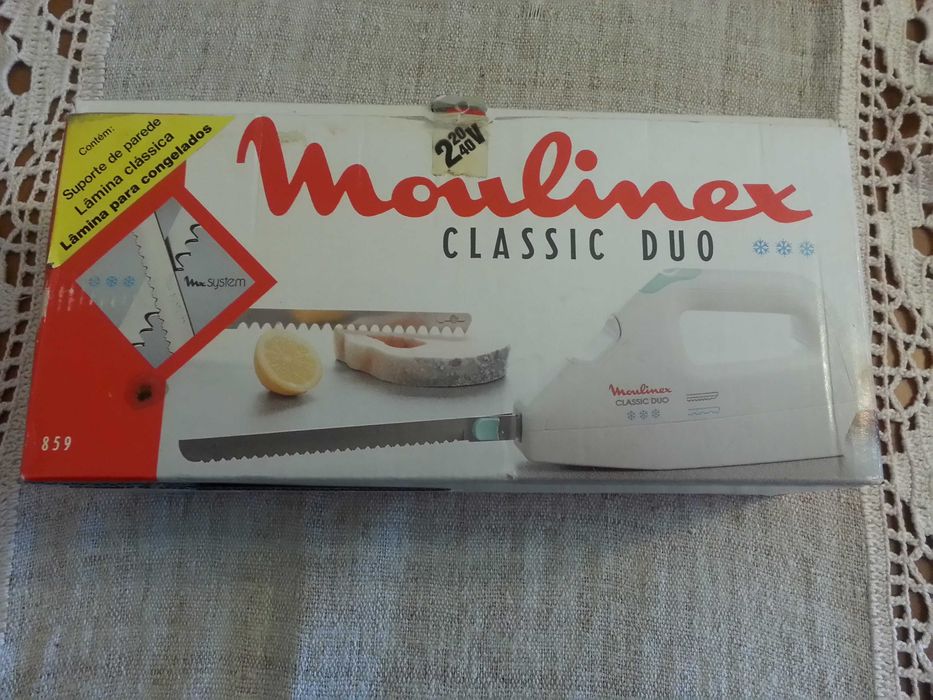 Contém:
Suporte de parede
Lâmina clássica
Lâmina para congelados
220
240V
Moulinex
CLASSIC DUO
Mx system
Moulinex
CLASSIC DUO
859